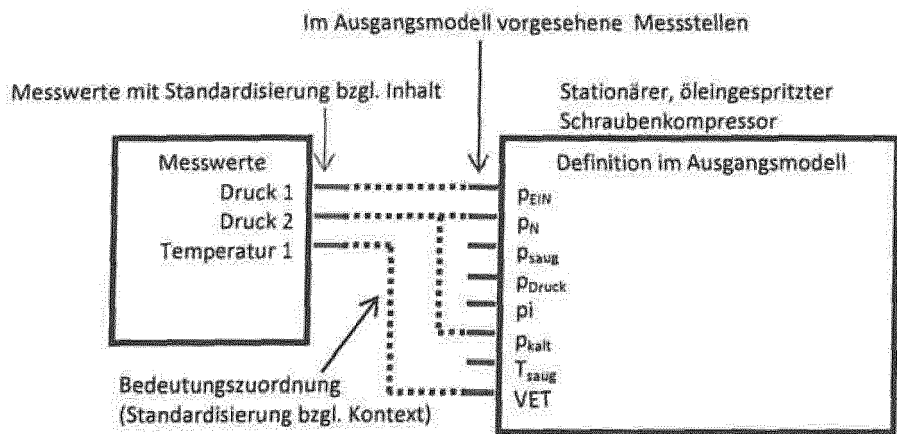 Im Ausgangsmodell vorgesehene Messstellen
Messwerte mit Standardisierung bzgl. Inhalt
Stationärer, öleingespritzter
Schraubenkompressor
Messwerte
Druck 1
Druck 2
Temperatur 1
Definition im Ausgangsmodell
pEIN
pN
psaug
pDruck
pi
pkalt
Tsaug
VET
Bedeutungszuordnung
(Standardisierung bzgl. Kontext)